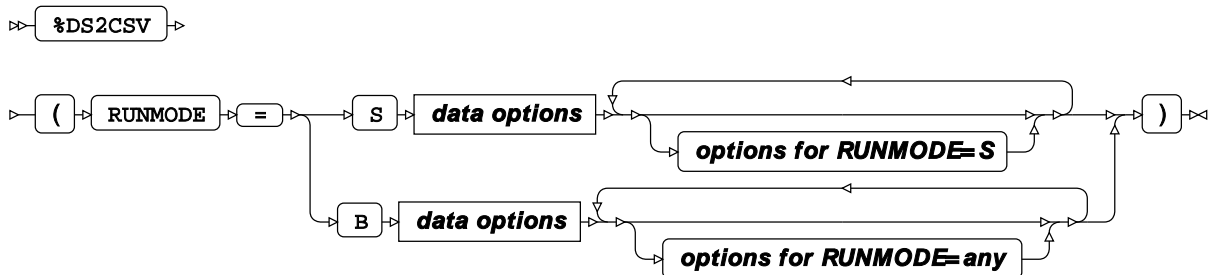 %DS2CSV
( RUNMODE = S data options
options for RUNMODE=S
)
B data options
options for RUNMODE=any